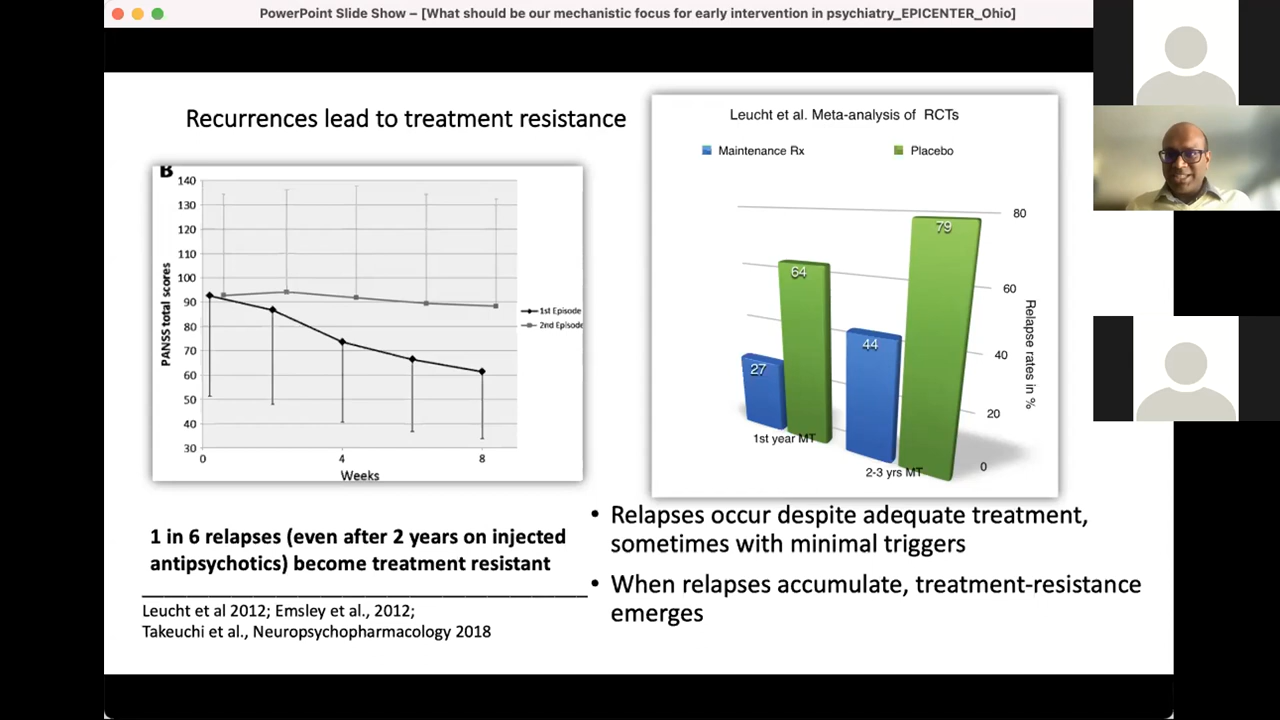 PowerPoint Slide Show – [What should be our mechanistic focus for early intervention in psychiatry_EPICENTER_Ohio]
Recurrences lead to treatment resistance
B
140
130
120
110
100
90
80
70
60
50
40
30
PANSS total scores
0
4
8
Weeks
1st Episode
2nd Episode
Leucht et al. Meta-analysis of RCTs
Maintenance Rx
Placebo
80
60
40
20
0
Relapse rates in %
27
64
44
79
1st year MT
2-3 yrs MT
1 in 6 relapses (even after 2 years on injected
antipsychotics) become treatment resistant
Leucht et al 2012; Emsley et al., 2012;
Takeuchi et al., Neuropsychopharmacology 2018
• Relapses occur despite adequate treatment,
sometimes with minimal triggers
• When relapses accumulate, treatment-resistance
emerges